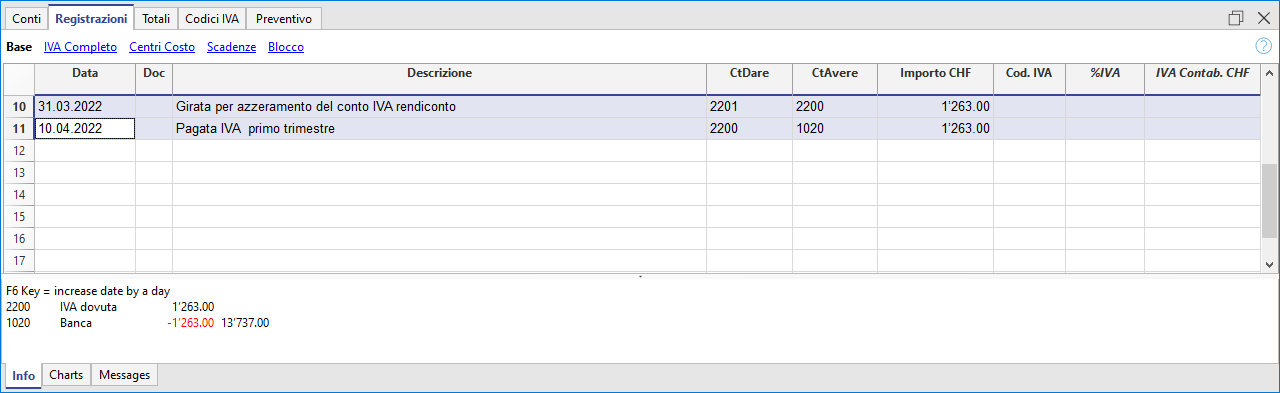 Conti Registrazioni Totali Codici IVA Preventivo
Base IVA Completo Centri Costo Scadenze Blocco ?
Data Doc Descrizione CtDare CtAvere Importo CHF Cod. IVA %IVA IVA Contab. CHF
10 31.03.2022 Girata per azzeramento del conto IVA rendiconto 2201 2200 1'263.00
11 10.04.2022 Pagata IVA  primo trimestre 2200 1020 1'263.00
12
13
14
15
16
17
F6 Key = increase date by a day
2200 IVA dovuta 1'263.00
1020 Banca -1'263.00 13'737.00
Info Charts Messages